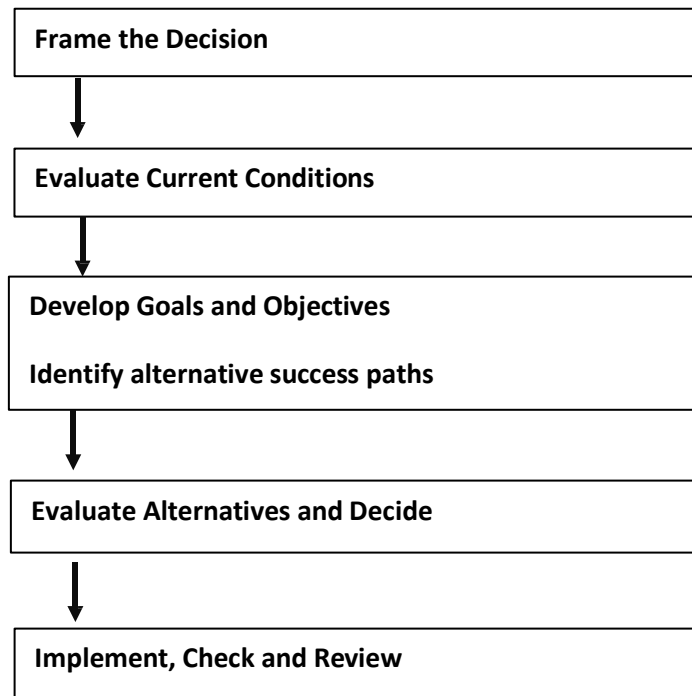 Frame the Decision
Evaluate Current Conditions
Develop Goals and Objectives
Identify alternative success paths
Evaluate Alternatives and Decide
Implement, Check and Review